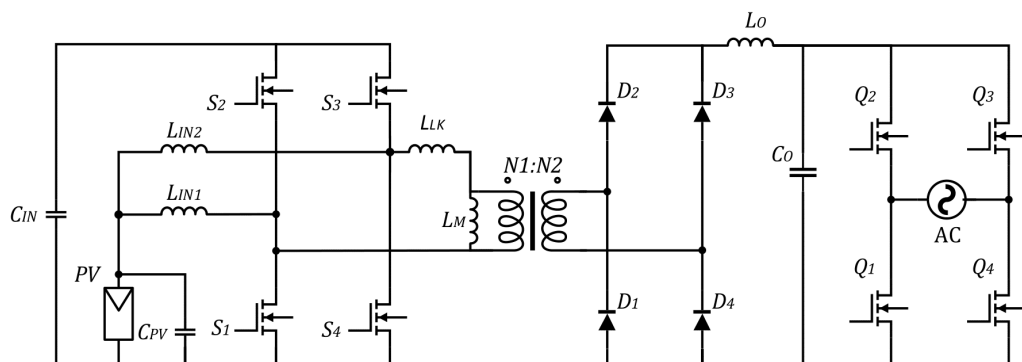 LO
S2
S3
D2
D3
Q2
Q3
LLK
LIN2
N1:N2
CO
LIN1
LM
CIN
AC
PV
Q1
Q4
D1
D4
CPV
S1
S4